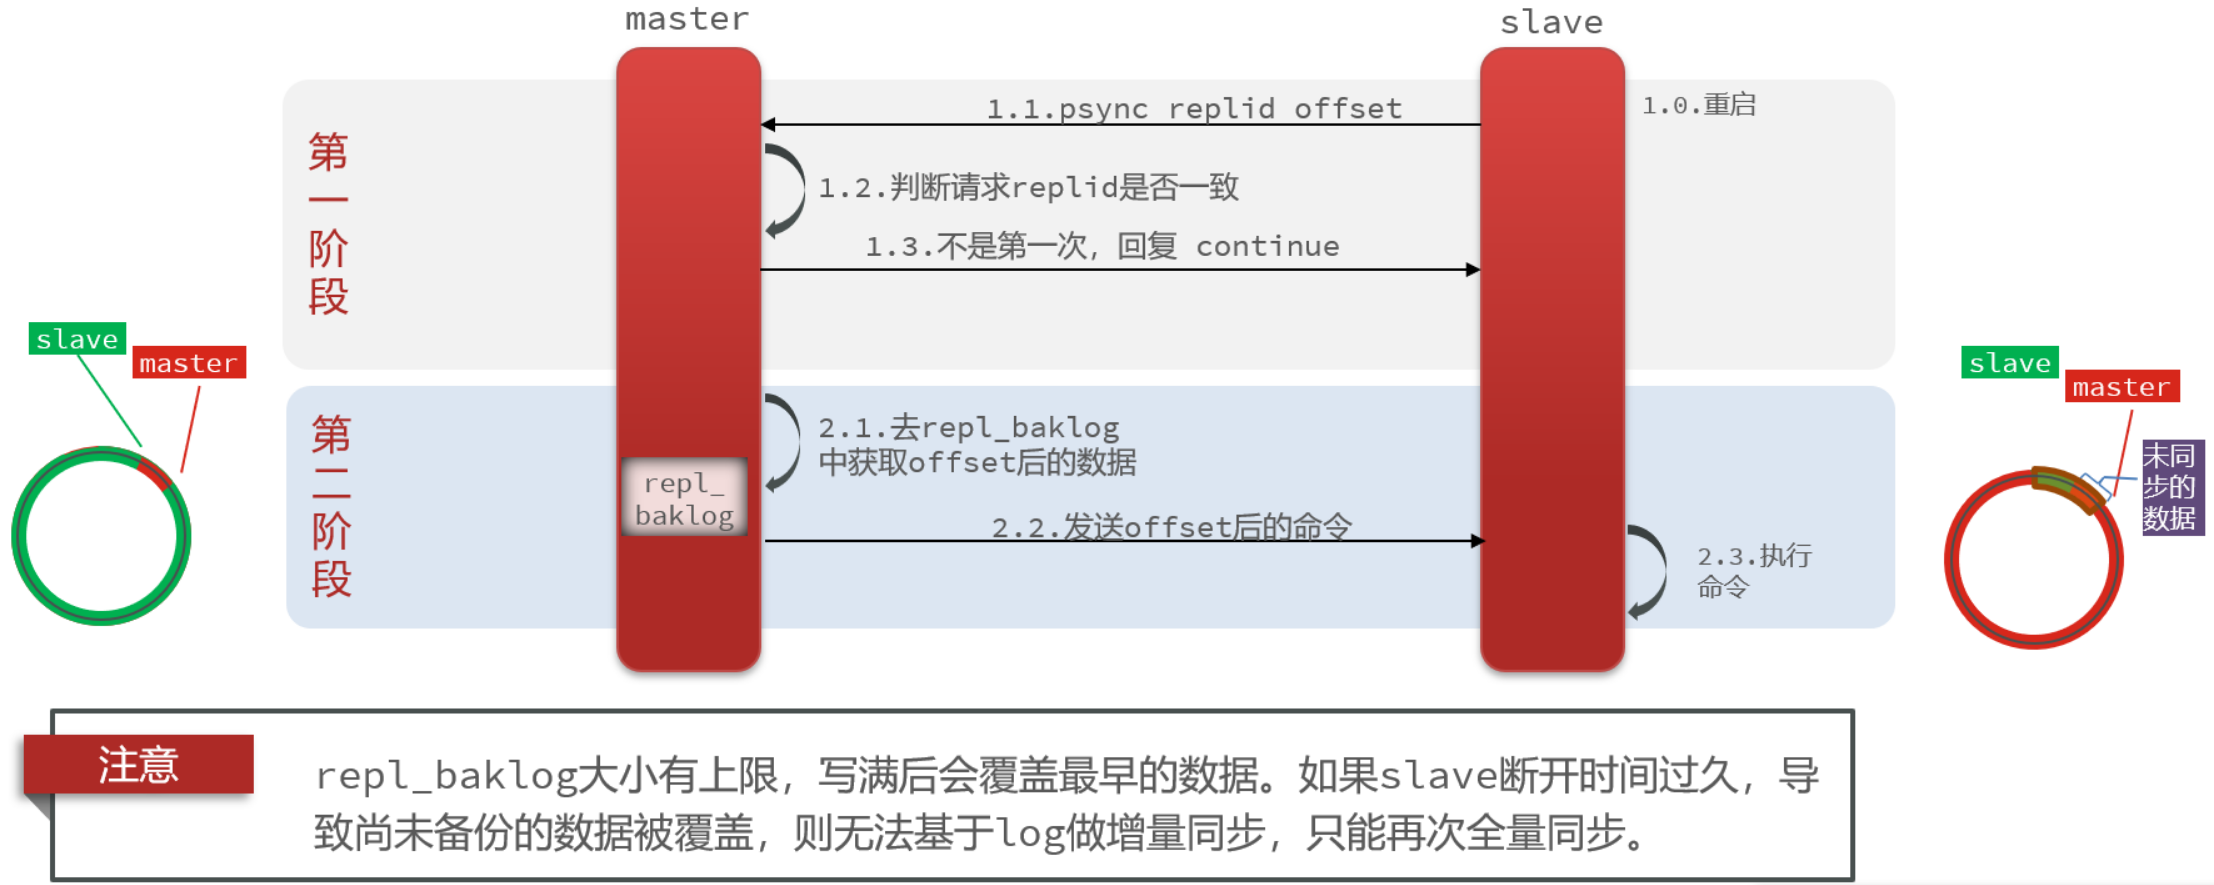 master
slave
第一阶段
1.0.重启
1.1.psync replid offset
1.2.判断请求replid是否一致
1.3.不是第一次，回复 continue
slave
master
第二阶段
2.1.去repl_baklog
中获取offset后的数据
repl_
baklog
2.2.发送offset后的命令
2.3.执行
命令
slave
master
未同
步的
数据
注意
repl_baklog大小有上限，写满后会覆盖最早的数据。如果slave断开时间过久，导
致尚未备份的数据被覆盖，则无法基于log做增量同步，只能再次全量同步。